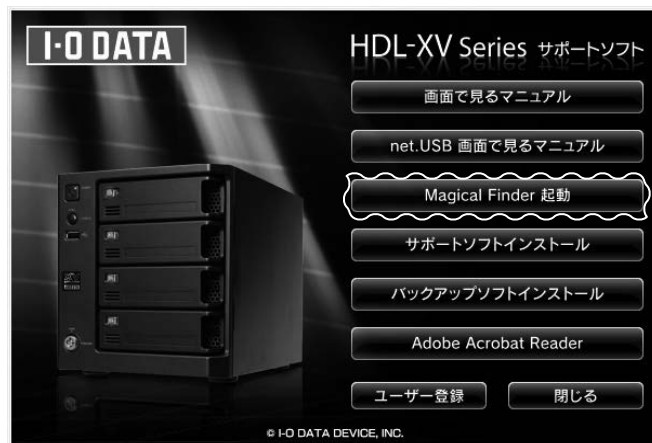 I-O DATA
HDL-XV Series サポートソフト
画面で見るマニュアル
net.USB 画面で見るマニュアル
Magical Finder 起動
サポートソフトインストール
バックアップソフトインストール
Adobe Acrobat Reader
ユーザー登録
閉じる
© I-O DATA DEVICE, INC.